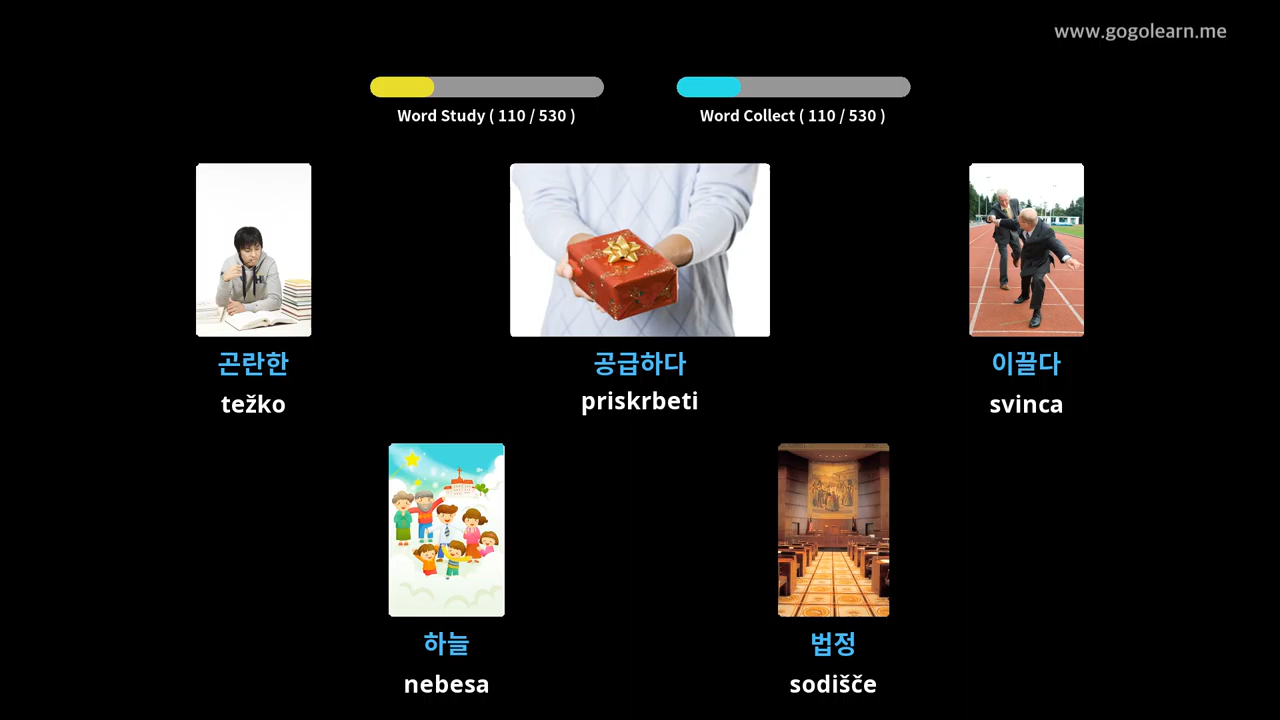 www.gogolearn.me
Word Study ( 110 / 530 )
Word Collect ( 110 / 530 )
곤란한
težko
공급하다
priskrbeti
이끌다
svinca
하늘
nebesa
법정
sodišče